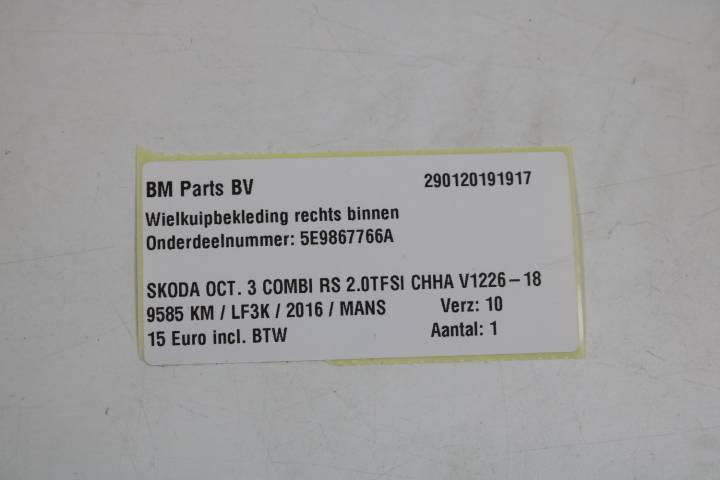 BM Parts BV 290120191917
Wielkuipbekleding rechts binnen
Onderdeelnummer: 5E9867766A
SKODA OCT. 3 COMBI RS 2.0TFSI CHHA V1226-18
9585 KM / LF3K / 2016 / MANS Verz: 10
15 Euro incl. BTW Aantal: 1